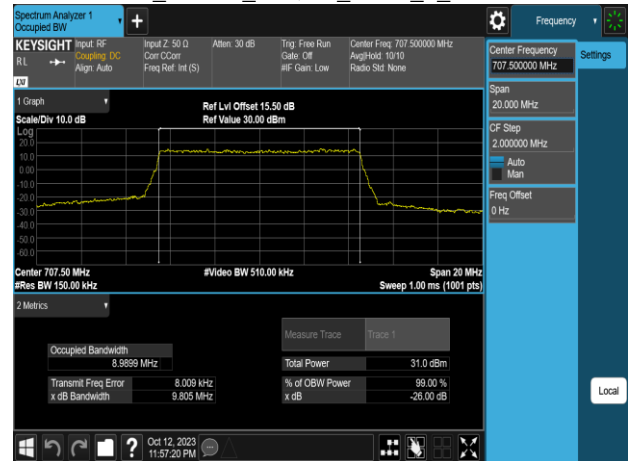 Spectrum Analyzer 1
Occupied BW
Frequency
KEYSIGHT
RL
LXI
Input: RF
Coupling: DC
Align: Auto
Input Z: 50 Ω
Corr CCorr
Freq Ref: Int (S)
Atten: 30 dB
Trig: Free Run
Gate: Off
#IF Gain: Low
Center Freq: 707.500000 MHz
Avg|Hold: 10/10
Radio Std: None
Center Frequency
707.500000 MHz
Settings
Span
20.000 MHz
CF Step
2.000000 MHz
Auto
Man
Freq Offset
0 Hz
1 Graph
Scale/Div 10.0 dB
Ref Lvl Offset 15.50 dB
Ref Value 30.00 dBm
Log
20.0
10.0
0.00
-10.0
-20.0
-30.0
-40.0
-50.0
-60.0
Center 707.50 MHz
#Video BW 510.00 kHz
Span 20 MHz
#Res BW 150.00 kHz
Sweep 1.00 ms (1001 pts)
2 Metrics
Measure Trace
Trace 1
Occupied Bandwidth
8.9899 MHz
Total Power
31.0 dBm
Transmit Freq Error
8.009 kHz
% of OBW Power
99.00 %
x dB Bandwidth
9.805 MHz
x dB
-26.00 dB
Local
?
Oct 12, 2023
11:57:20 PM